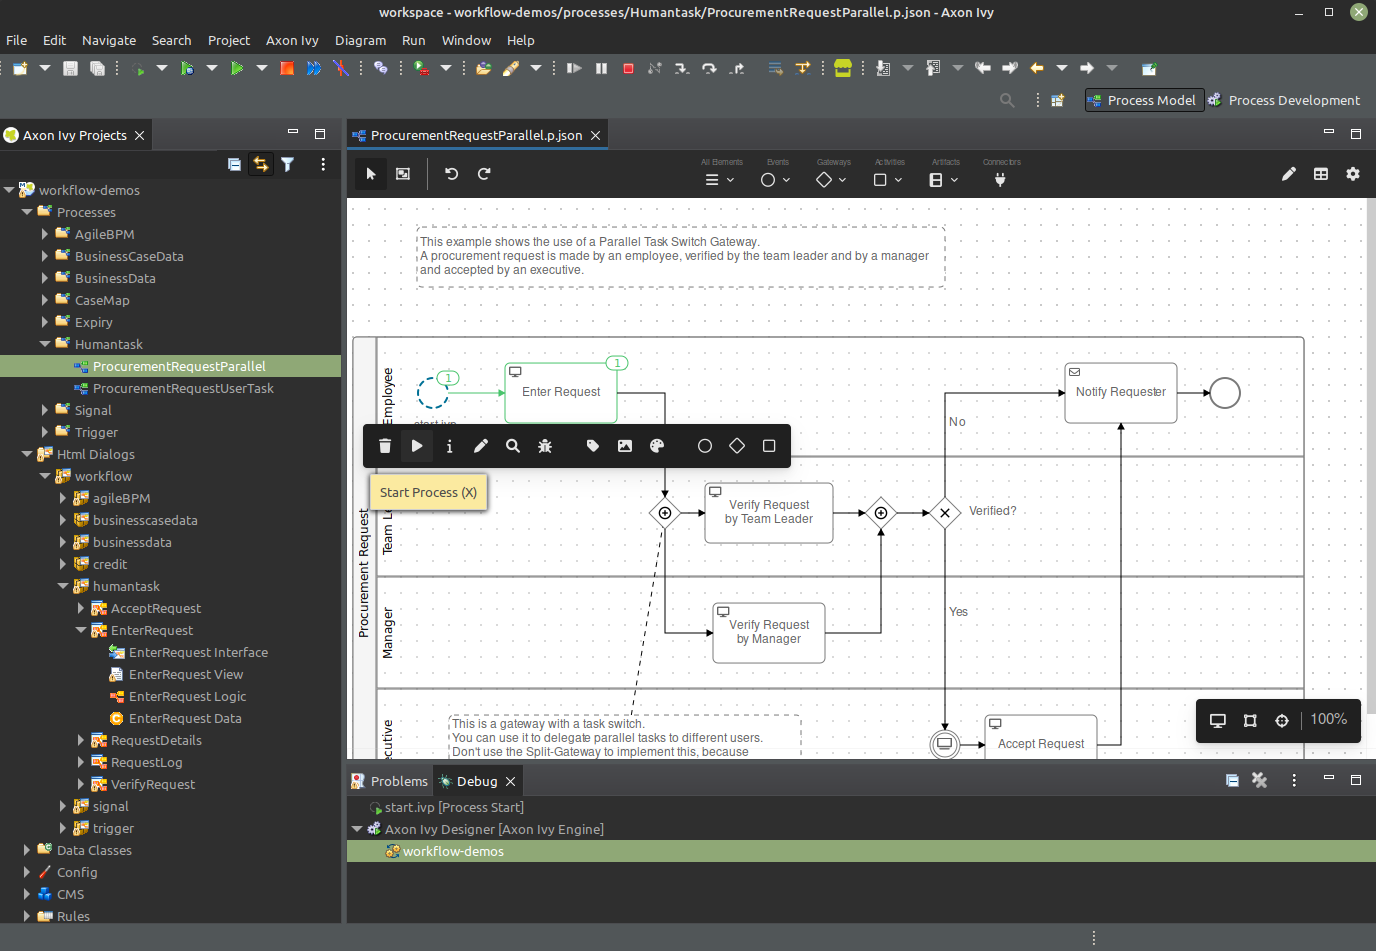 workspace - workflow-demos/processes/Humantask/ProcurementRequestParallel.p.json - Axon Ivy
File Edit Navigate Search Project Axon Ivy Diagram Run Window Help
Process Model
Process Development
Axon Ivy Projects
workflow-demos
Processes
AgileBPM
BusinessCaseData
BusinessData
CaseMap
Expiry
Humantask
ProcurementRequestParallel
ProcurementRequestUserTask
Signal
Trigger
Html Dialogs
workflow
agileBPM
businesscasedata
businessdata
credit
humantask
AcceptRequest
EnterRequest
EnterRequest Interface
EnterRequest View
EnterRequest Logic
EnterRequest Data
RequestDetails
RequestLog
VerifyRequest
signal
trigger
Data Classes
Config
CMS
Rules
ProcurementRequestParallel.p.json
All Elements
Events
Gateways
Activities
Artifacts
Connectors
This example shows the use of a Parallel Task Switch Gateway.
A procurement request is made by an employee, verified by the team leader and by a manager
and accepted by an executive.
Procurement Request
Employee
1
start.ivp
1
Enter Request
Notify Requester
No
Start Process (X)
Team Le
Verify Request
by Team Leader
Verified?
Manager
Verify Request
by Manager
Yes
ecutive
This is a gateway with a task switch.
You can use it to delegate parallel tasks to different users.
Don't use the Split-Gateway to implement this, because
Accept Request
100%
Problems
Debug
start.ivp [Process Start]
Axon Ivy Designer [Axon Ivy Engine]
workflow-demos